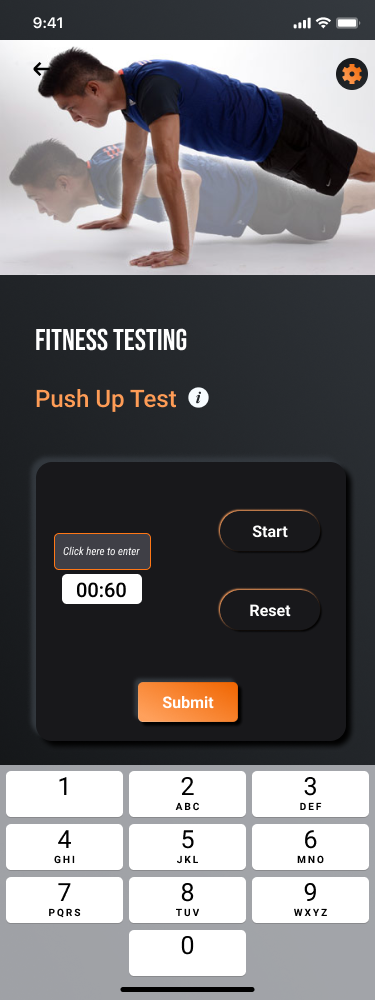 9:41
FITNESS TESTING
Push Up Test i
Click here to enter
00:60
Start
Reset
Submit
1
2
ABC
3
DEF
4
GHI
5
JKL
6
MNO
7
PQRS
8
TUV
9
WXYZ
0